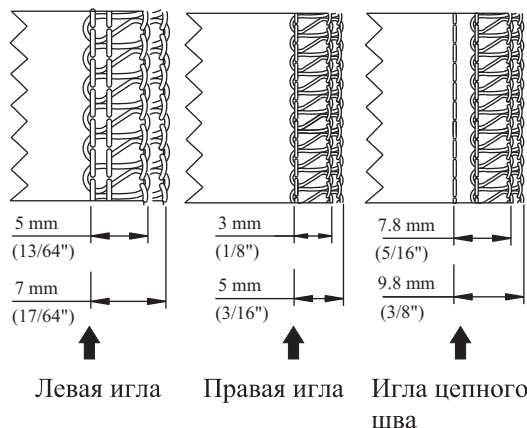 5 mm
(13/64")
7 mm
(17/64")
3 mm
(1/8")
5 mm
(3/16")
7.8 mm
(5/16")
9.8 mm
(3/8")
Левая игла
Правая игла
Игла цепного
шва